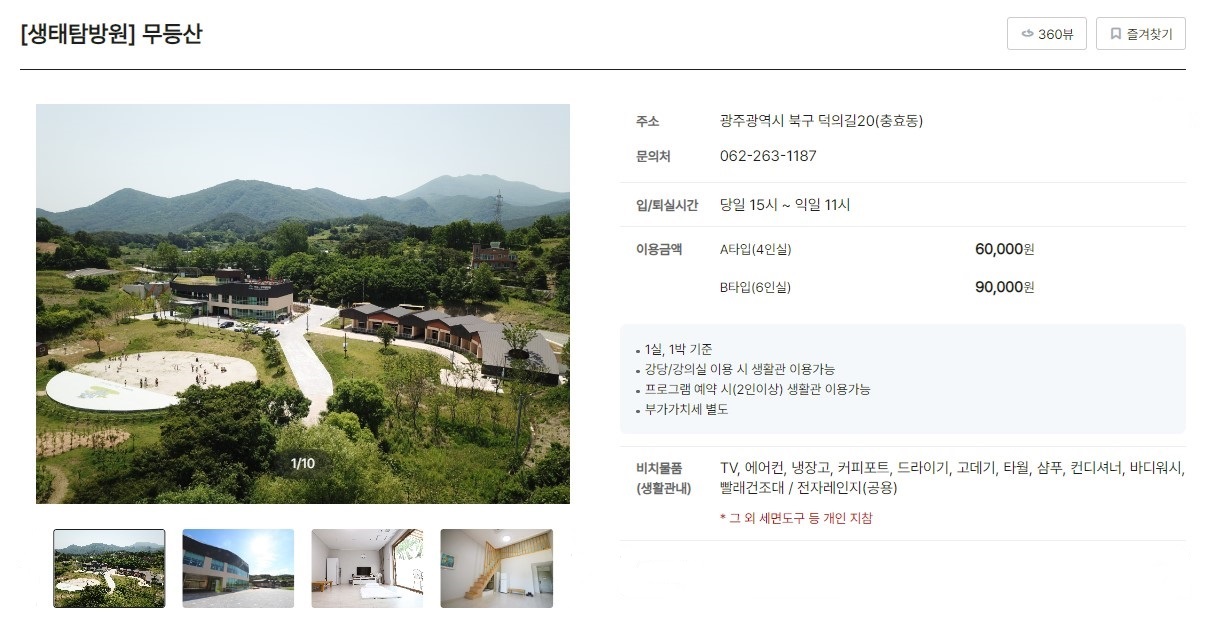 [생태탐방원] 무등산
360뷰
즐겨찾기
주소 광주광역시 북구 덕의길20(충효동)
문의처 062-263-1187
입/퇴실시간 당일 15시 ~ 익일 11시
이용금액 A타입(4인실) 60,000원
B타입(6인실) 90,000원
• 1실, 1박 기준
• 강당/강의실 이용 시 생활관 이용가능
• 프로그램 예약 시(2인이상) 생활관 이용가능
• 부가가치세 별도
비치물품 TV, 에어컨, 냉장고, 커피포트, 드라이기, 고데기, 타월, 샴푸, 컨디셔너, 바디워시,
(생활관내) 빨래건조대 / 전자레인지(공용)
* 그 외 세면도구 등 개인 지참
1/10